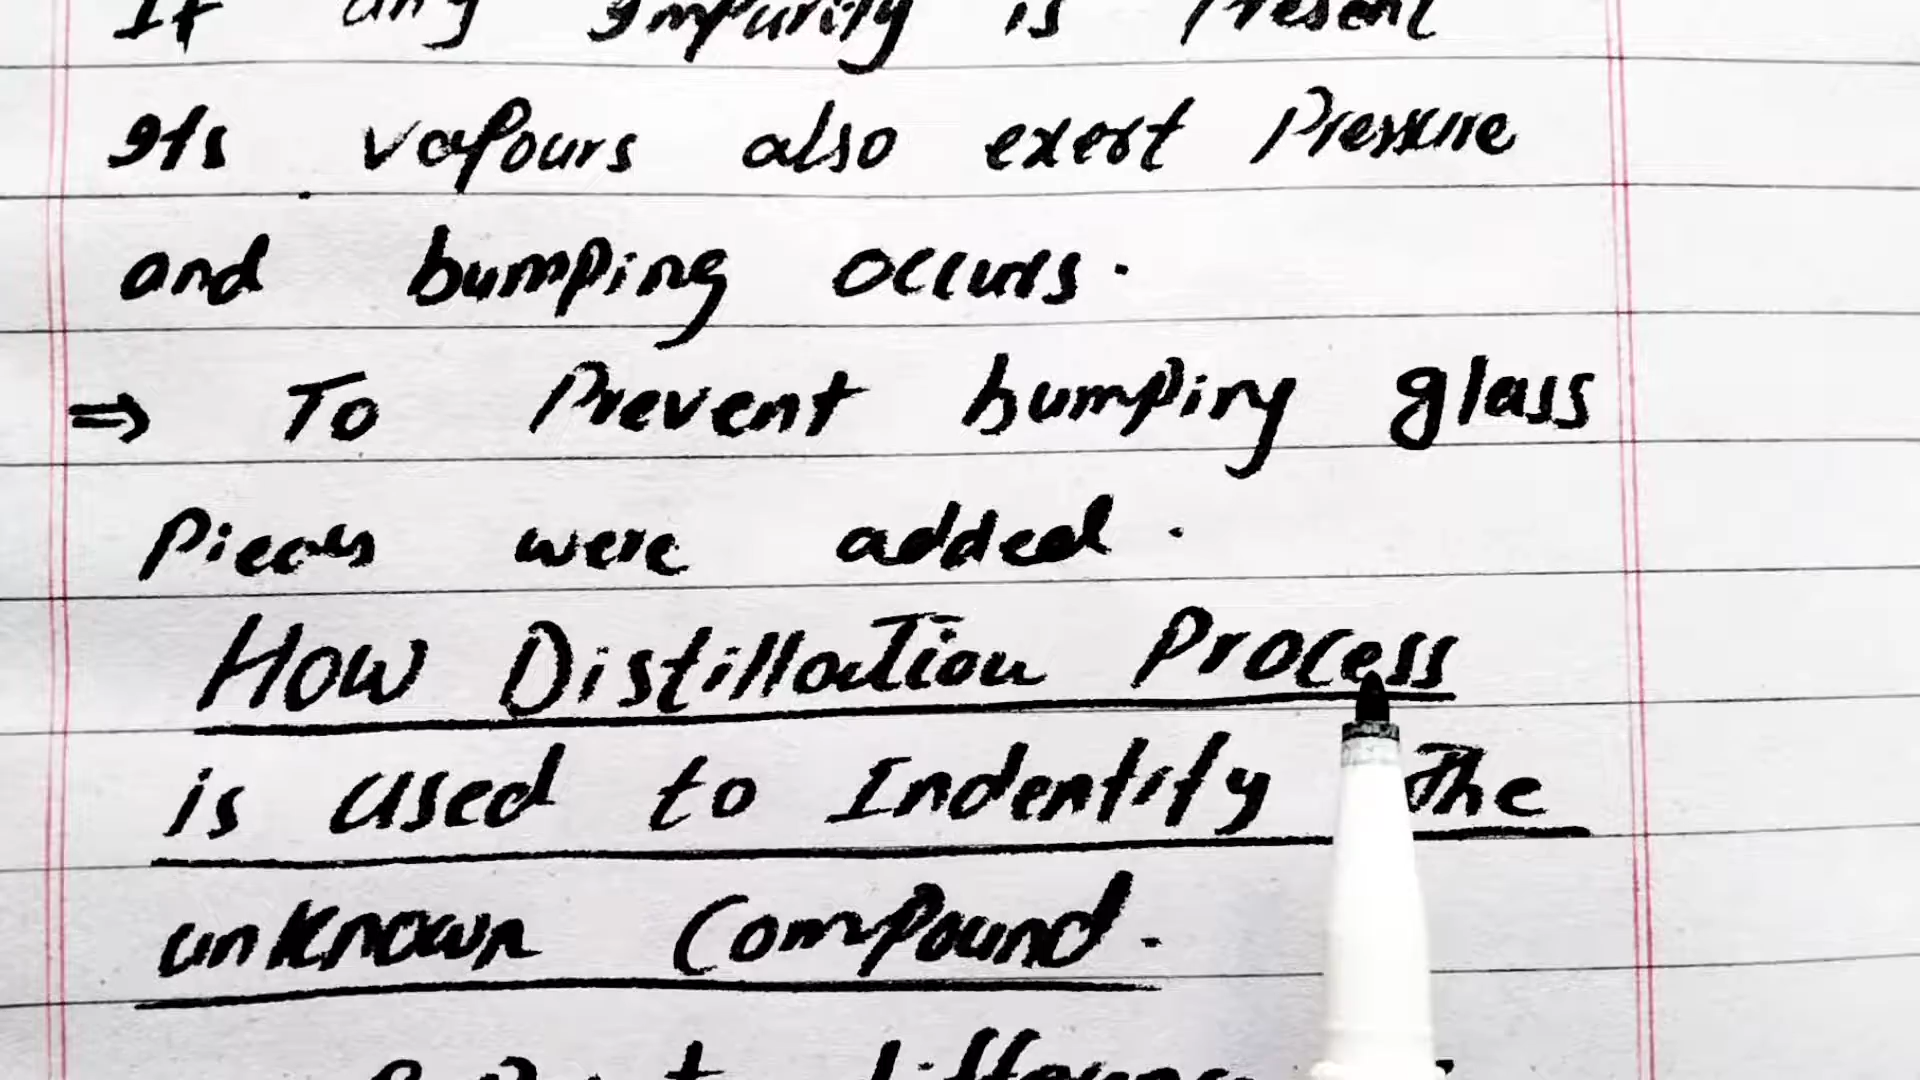 If any Impurity is Present
Its vapours also exert Pressure
and bumping occurs.
⇒ To Prevent bumping glass
Pieces were added.
How Distillation Process
is used to Indentify The
unknown Compound.
difference